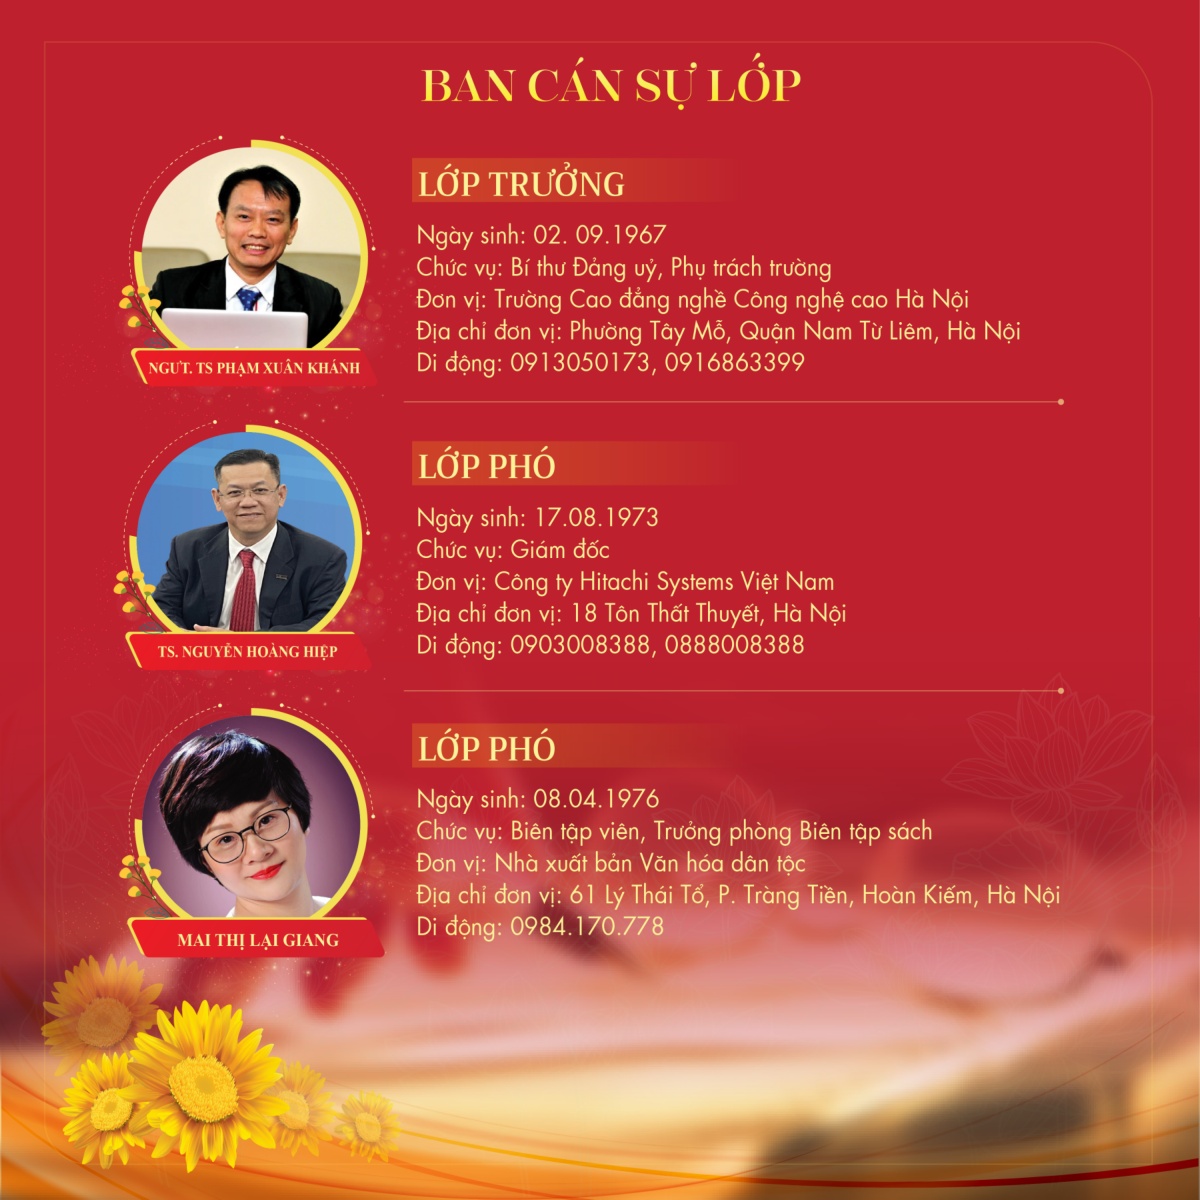 BAN CÁN SỰ LỚP
LỚP TRƯỞNG
Ngày sinh: 02. 09.1967
Chức vụ: Bí thư Đảng uỷ, Phụ trách trường
Đơn vị: Trường Cao đẳng nghề Công nghệ cao Hà Nội
Địa chỉ đơn vị: Phường Tây Mỗ, Quận Nam Từ Liêm, Hà Nội
Di động: 0913050173, 0916863399
NGƯT. TS PHẠM XUÂN KHÁNH
LỚP PHÓ
Ngày sinh: 17.08.1973
Chức vụ: Giám đốc
Đơn vị: Công ty Hitachi Systems Việt Nam
Địa chỉ đơn vị: 18 Tôn Thất Thuyết, Hà Nội
Di động: 0903008388, 0888008388
TS. NGUYỄN HOÀNG HIỆP
LỚP PHÓ
Ngày sinh: 08.04.1976
Chức vụ: Biên tập viên, Trưởng phòng Biên tập sách
Đơn vị: Nhà xuất bản Văn hóa dân tộc
Địa chỉ đơn vị: 61 Lý Thái Tổ, P. Tràng Tiền, Hoàn Kiếm, Hà Nội
Di động: 0984.170.778
MAI THỊ LẠI GIANG